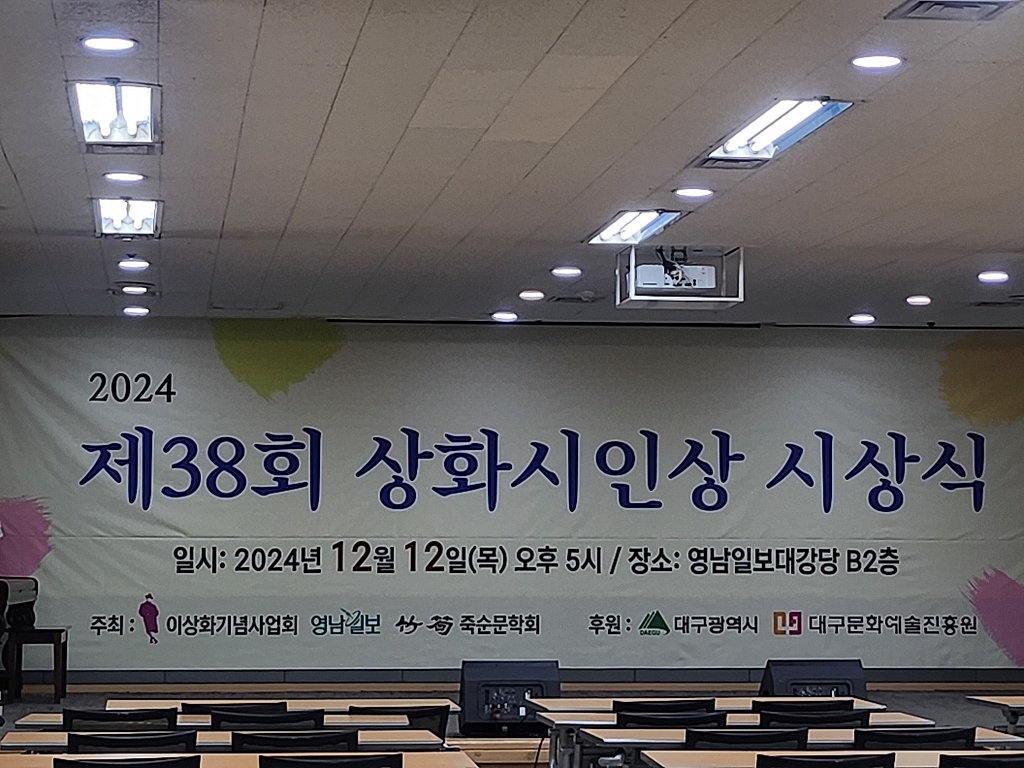 2024
제38회 상화시인상 시상식
일시: 2024년 12월 12일(목) 오후 5시 / 장소: 영남일보대강당 B2층
주최 : 이상화기념사업회 영남일보 竹筍 죽순문학회 후원 : DAEGU 대구광역시 대구문화예술진흥원